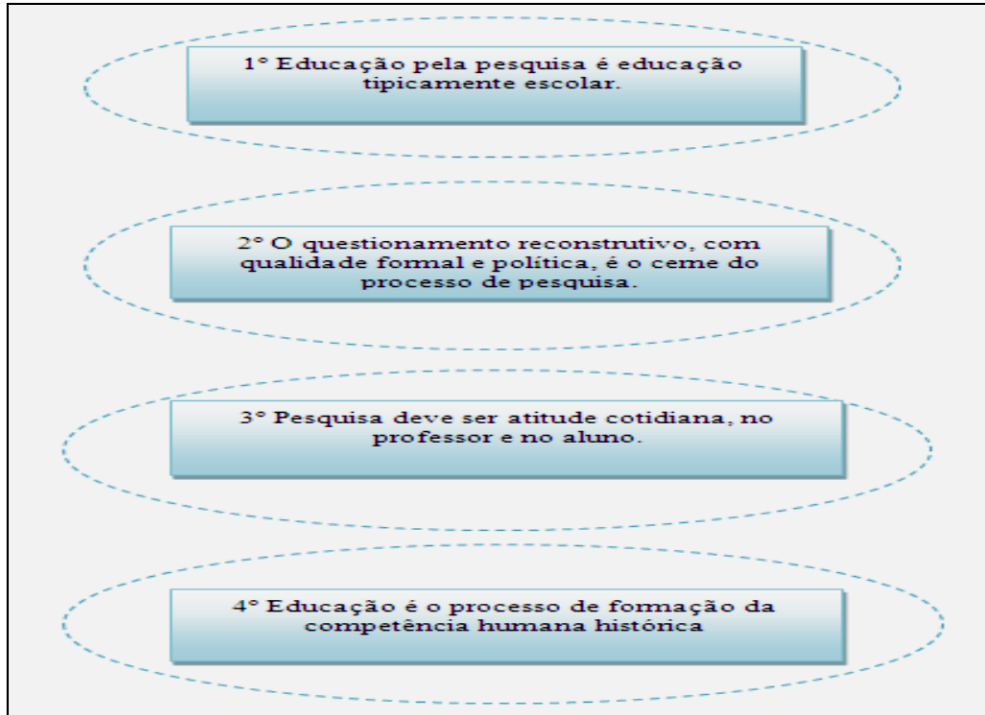 1º Educação pela pesquisa é educação
tipicamente escolar.
2º O questionamento reconstrutivo, com
qualidade formal e política, é o cerne do
processo de pesquisa.
3º Pesquisa deve ser atitude cotidiana, no
professor e no aluno.
4º Educação é o processo de formação da
competência humana histórica